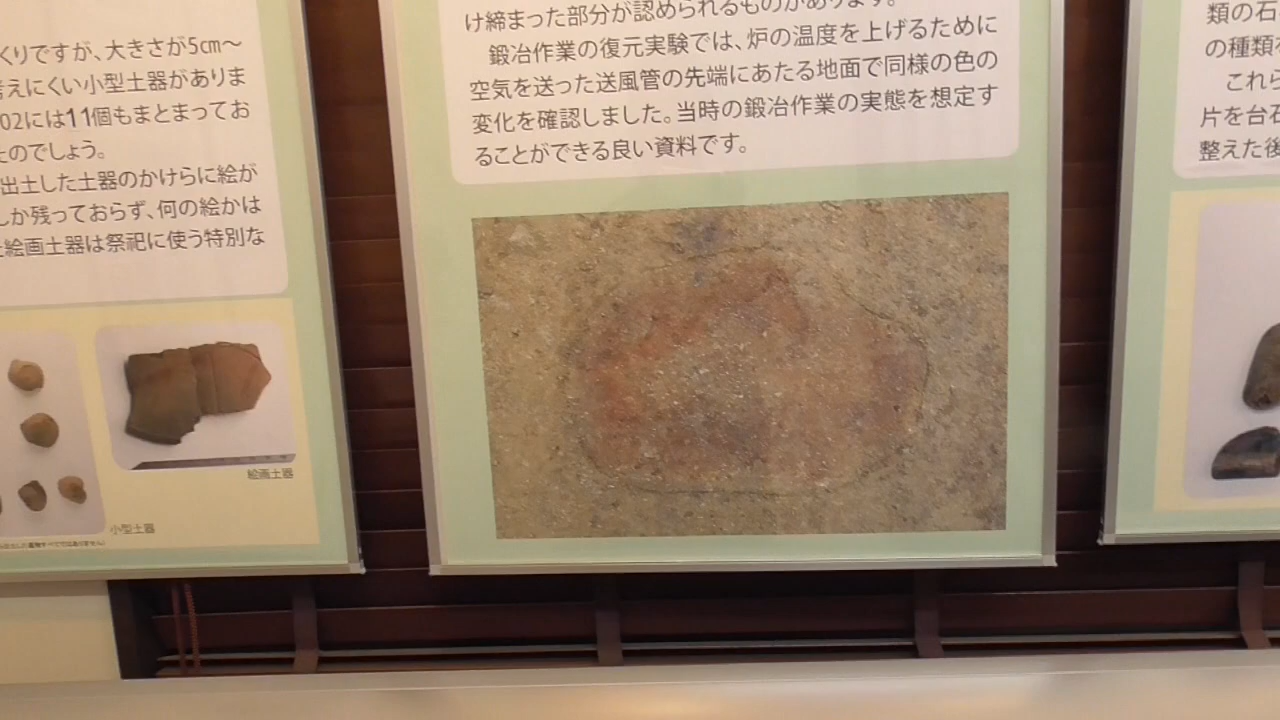 くりですが、大きさが5cm〜
えにくい小型土器がありま
02には11個もまとまってお
たのでしょう。
出土した土器のかけらに絵が
しか残っておらず、何の絵かは
絵画土器は祭祀に使う特別な
絵画土器
小型土器
け締まった部分が認められるものがあります。
鍛冶作業の復元実験では、炉の温度を上げるために
空気を送った送風管の先端にあたる地面で同様の色の
変化を確認しました。当時の鍛冶作業の実態を想定す
ることができる良い資料です。
類の石
の種類
これら
片を台石
整えた後